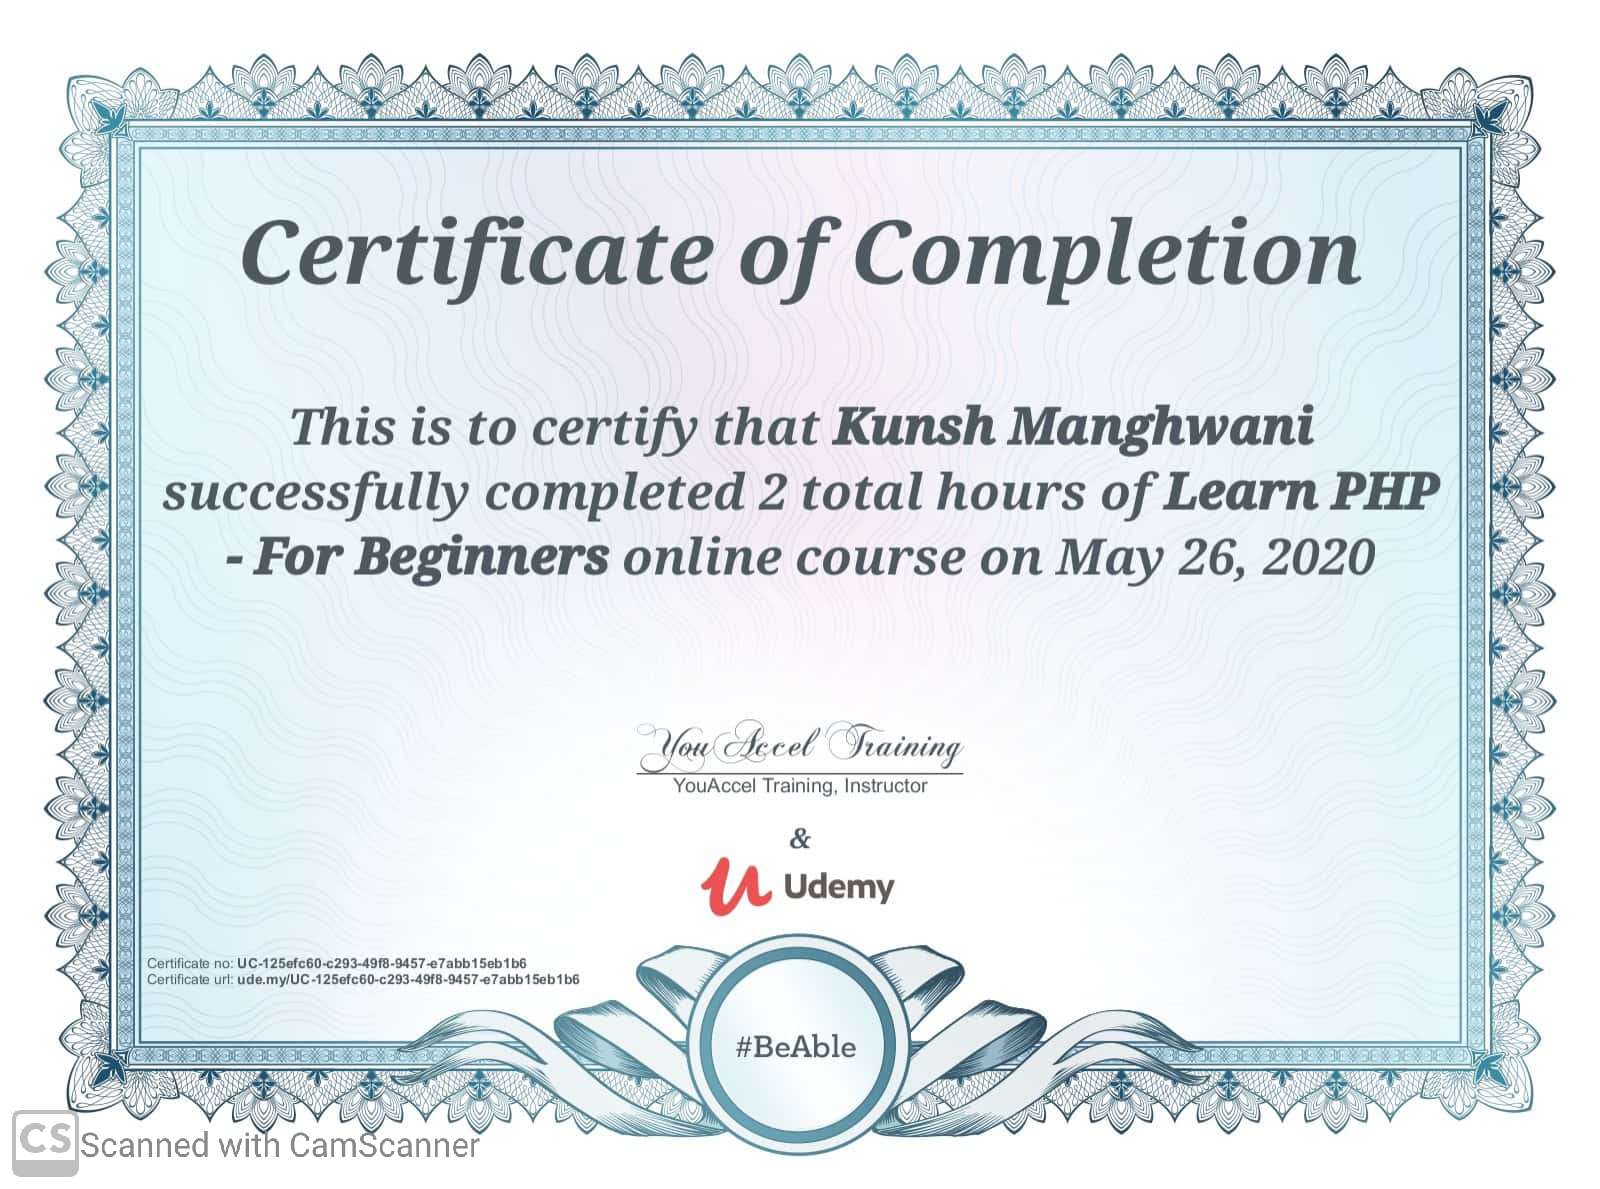 Certificate of Completion
This is to certify that Kunsh Manghwani
successfully completed 2 total hours of Learn PHP
- For Beginners online course on May 26, 2020
YouAccel Training
YouAccel Training, Instructor
&
Udemy
Certificate no: UC-125efc60-c293-49f8-9457-e7abb15eb1b6
Certificate url: ude.my/UC-125efc60-c293-49f8-9457-e7abb15eb1b6
#BeAble
CS Scanned with CamScanner